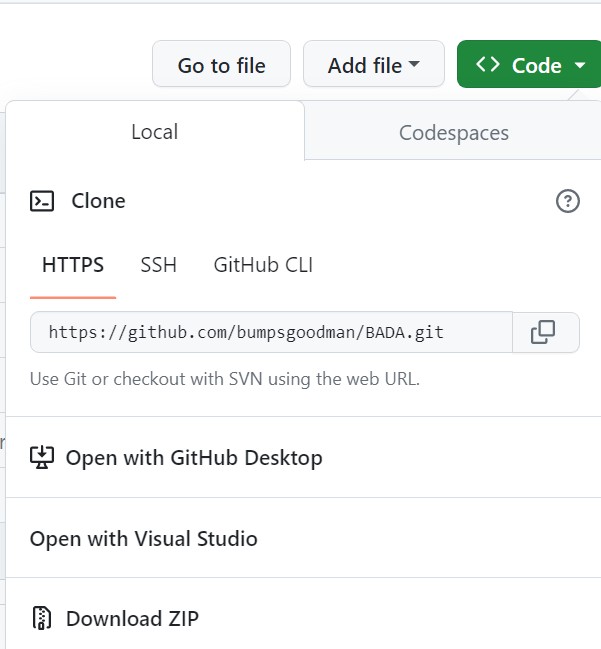 Go to file
Add file
Code
Local
Codespaces
Clone
HTTPS
SSH
GitHub CLI
https://github.com/bumpsgoodman/BADA.git
Use Git or checkout with SVN using the web URL.
Open with GitHub Desktop
Open with Visual Studio
Download ZIP